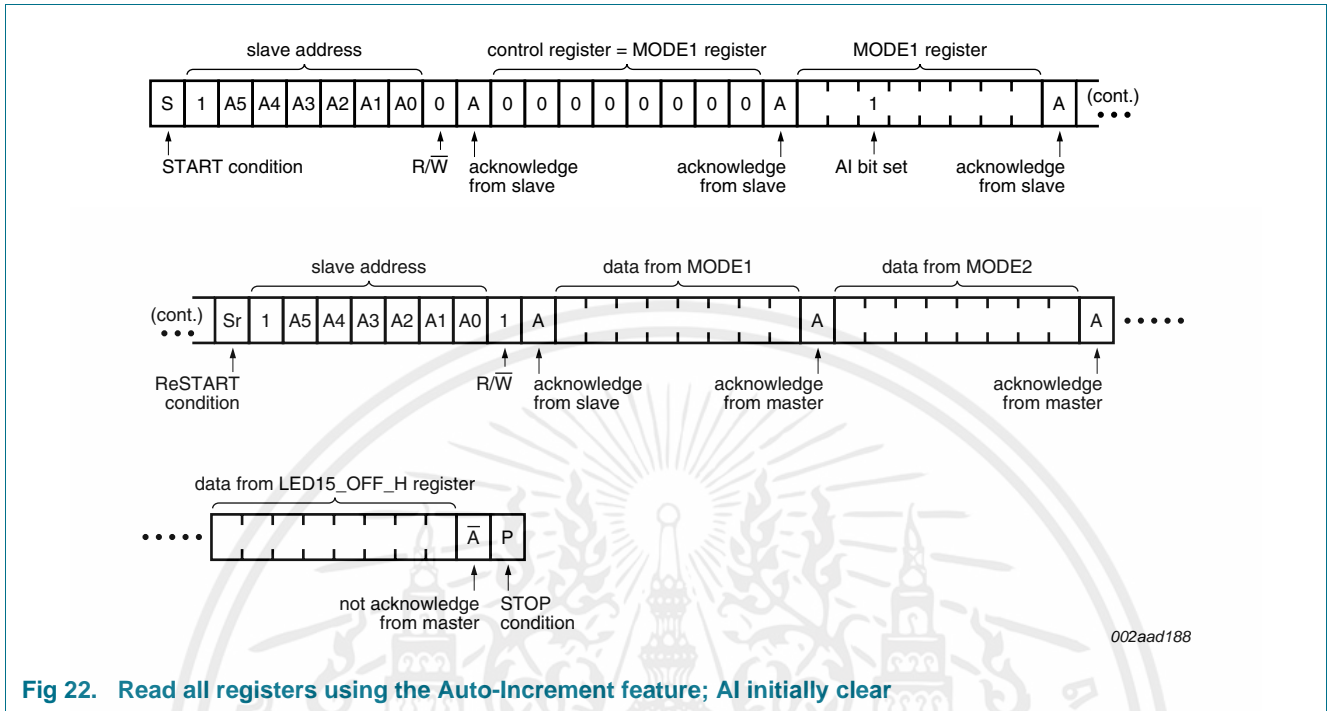 slave address control register = MODE1 register MODE1 register
S 1 A5 A4 A3 A2 A1 A0 0 A 0 0 0 0 0 0 0 0 A 1 A (cont.)
START condition R/W̅ acknowledge from slave acknowledge from slave AI bit set acknowledge from slave
slave address data from MODE1 data from MODE2
(cont.) Sr 1 A5 A4 A3 A2 A1 A0 1 A A A
ReSTART condition R/W̅ acknowledge from slave acknowledge from master acknowledge from master
data from LED15_OFF_H register
A̅ P
not acknowledge from master STOP condition
002aad188
Fig 22. Read all registers using the Auto-Increment feature; AI initially clear